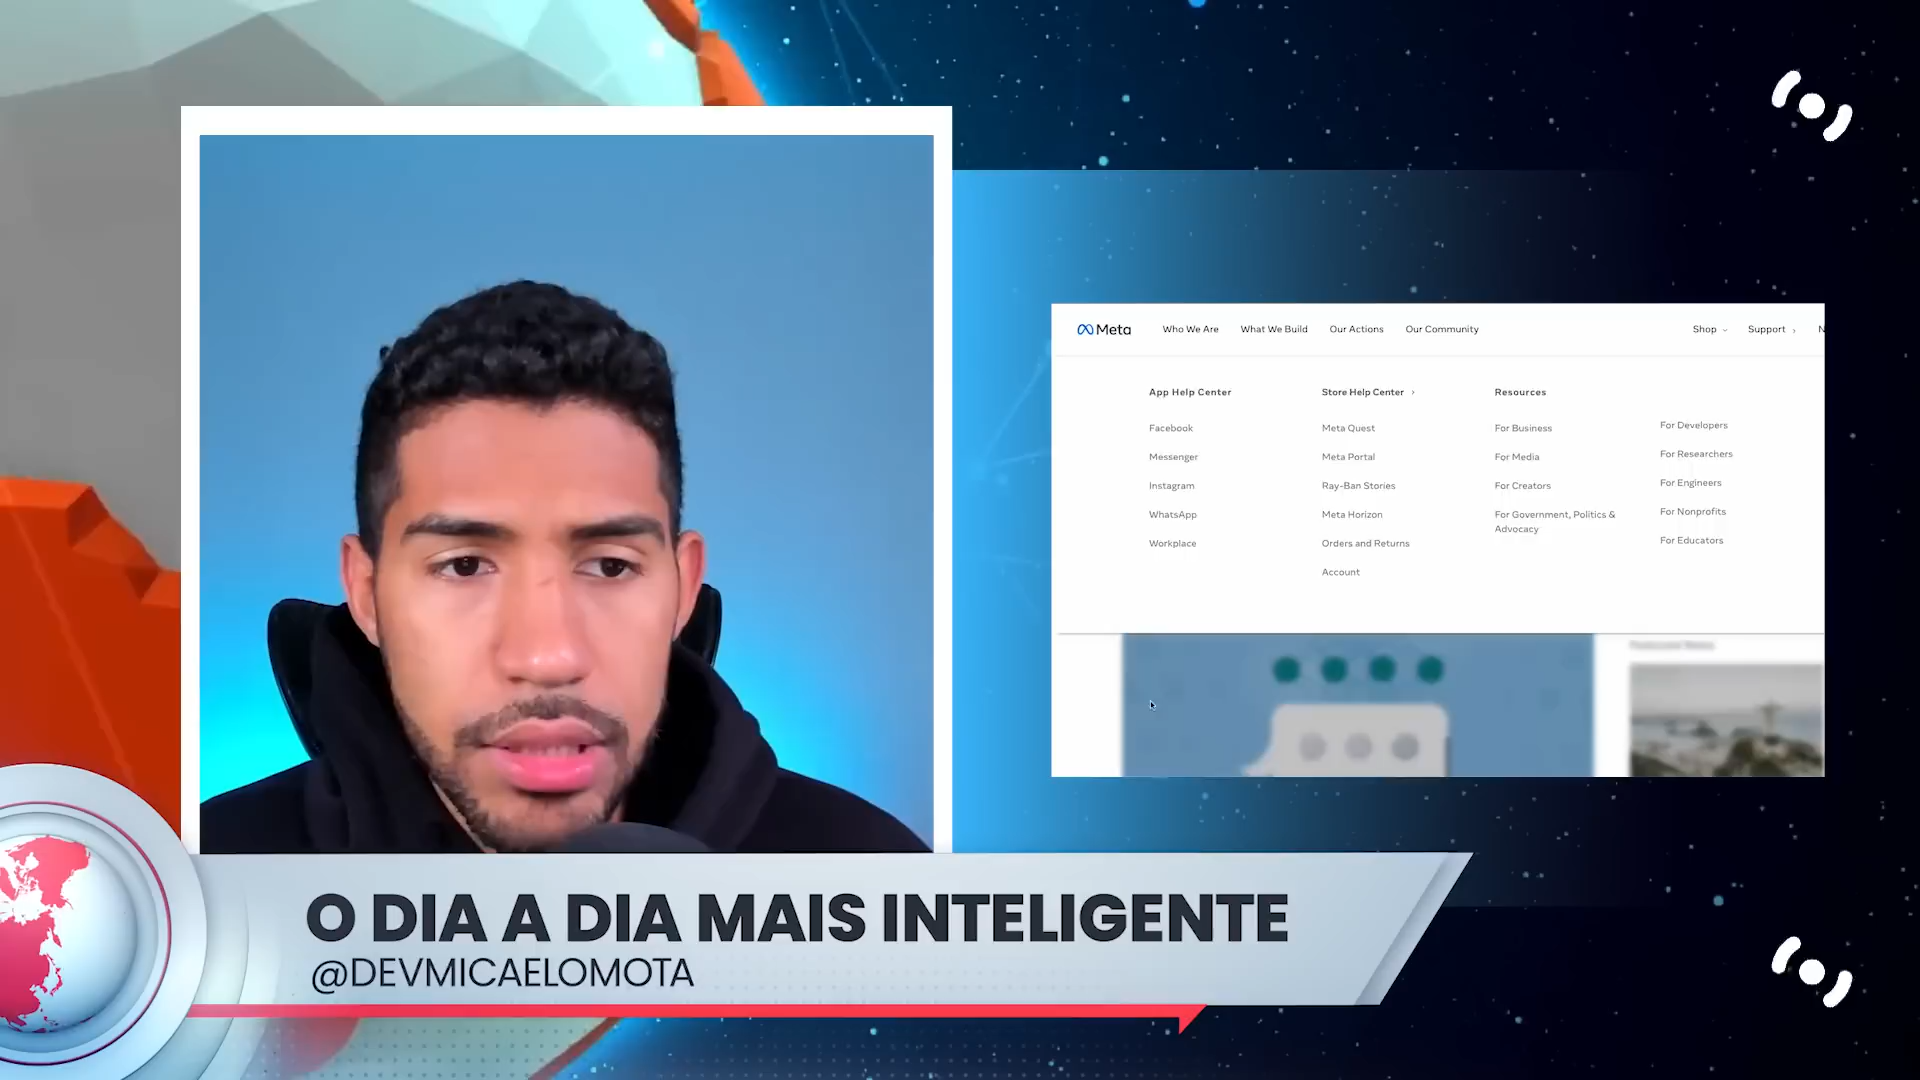 Meta
Who We Are
What We Build
Our Actions
Our Community
Shop
Support
App Help Center
Facebook
Messenger
Instagram
WhatsApp
Workplace
Store Help Center
Meta Quest
Meta Portal
Ray-Ban Stories
Meta Horizon
Orders and Returns
Account
Resources
For Business
For Media
For Creators
For Government, Politics &
Advocacy
For Developers
For Researchers
For Engineers
For Nonprofits
For Educators
O DIA A DIA MAIS INTELIGENTE
@DEVMICAELOMOTA